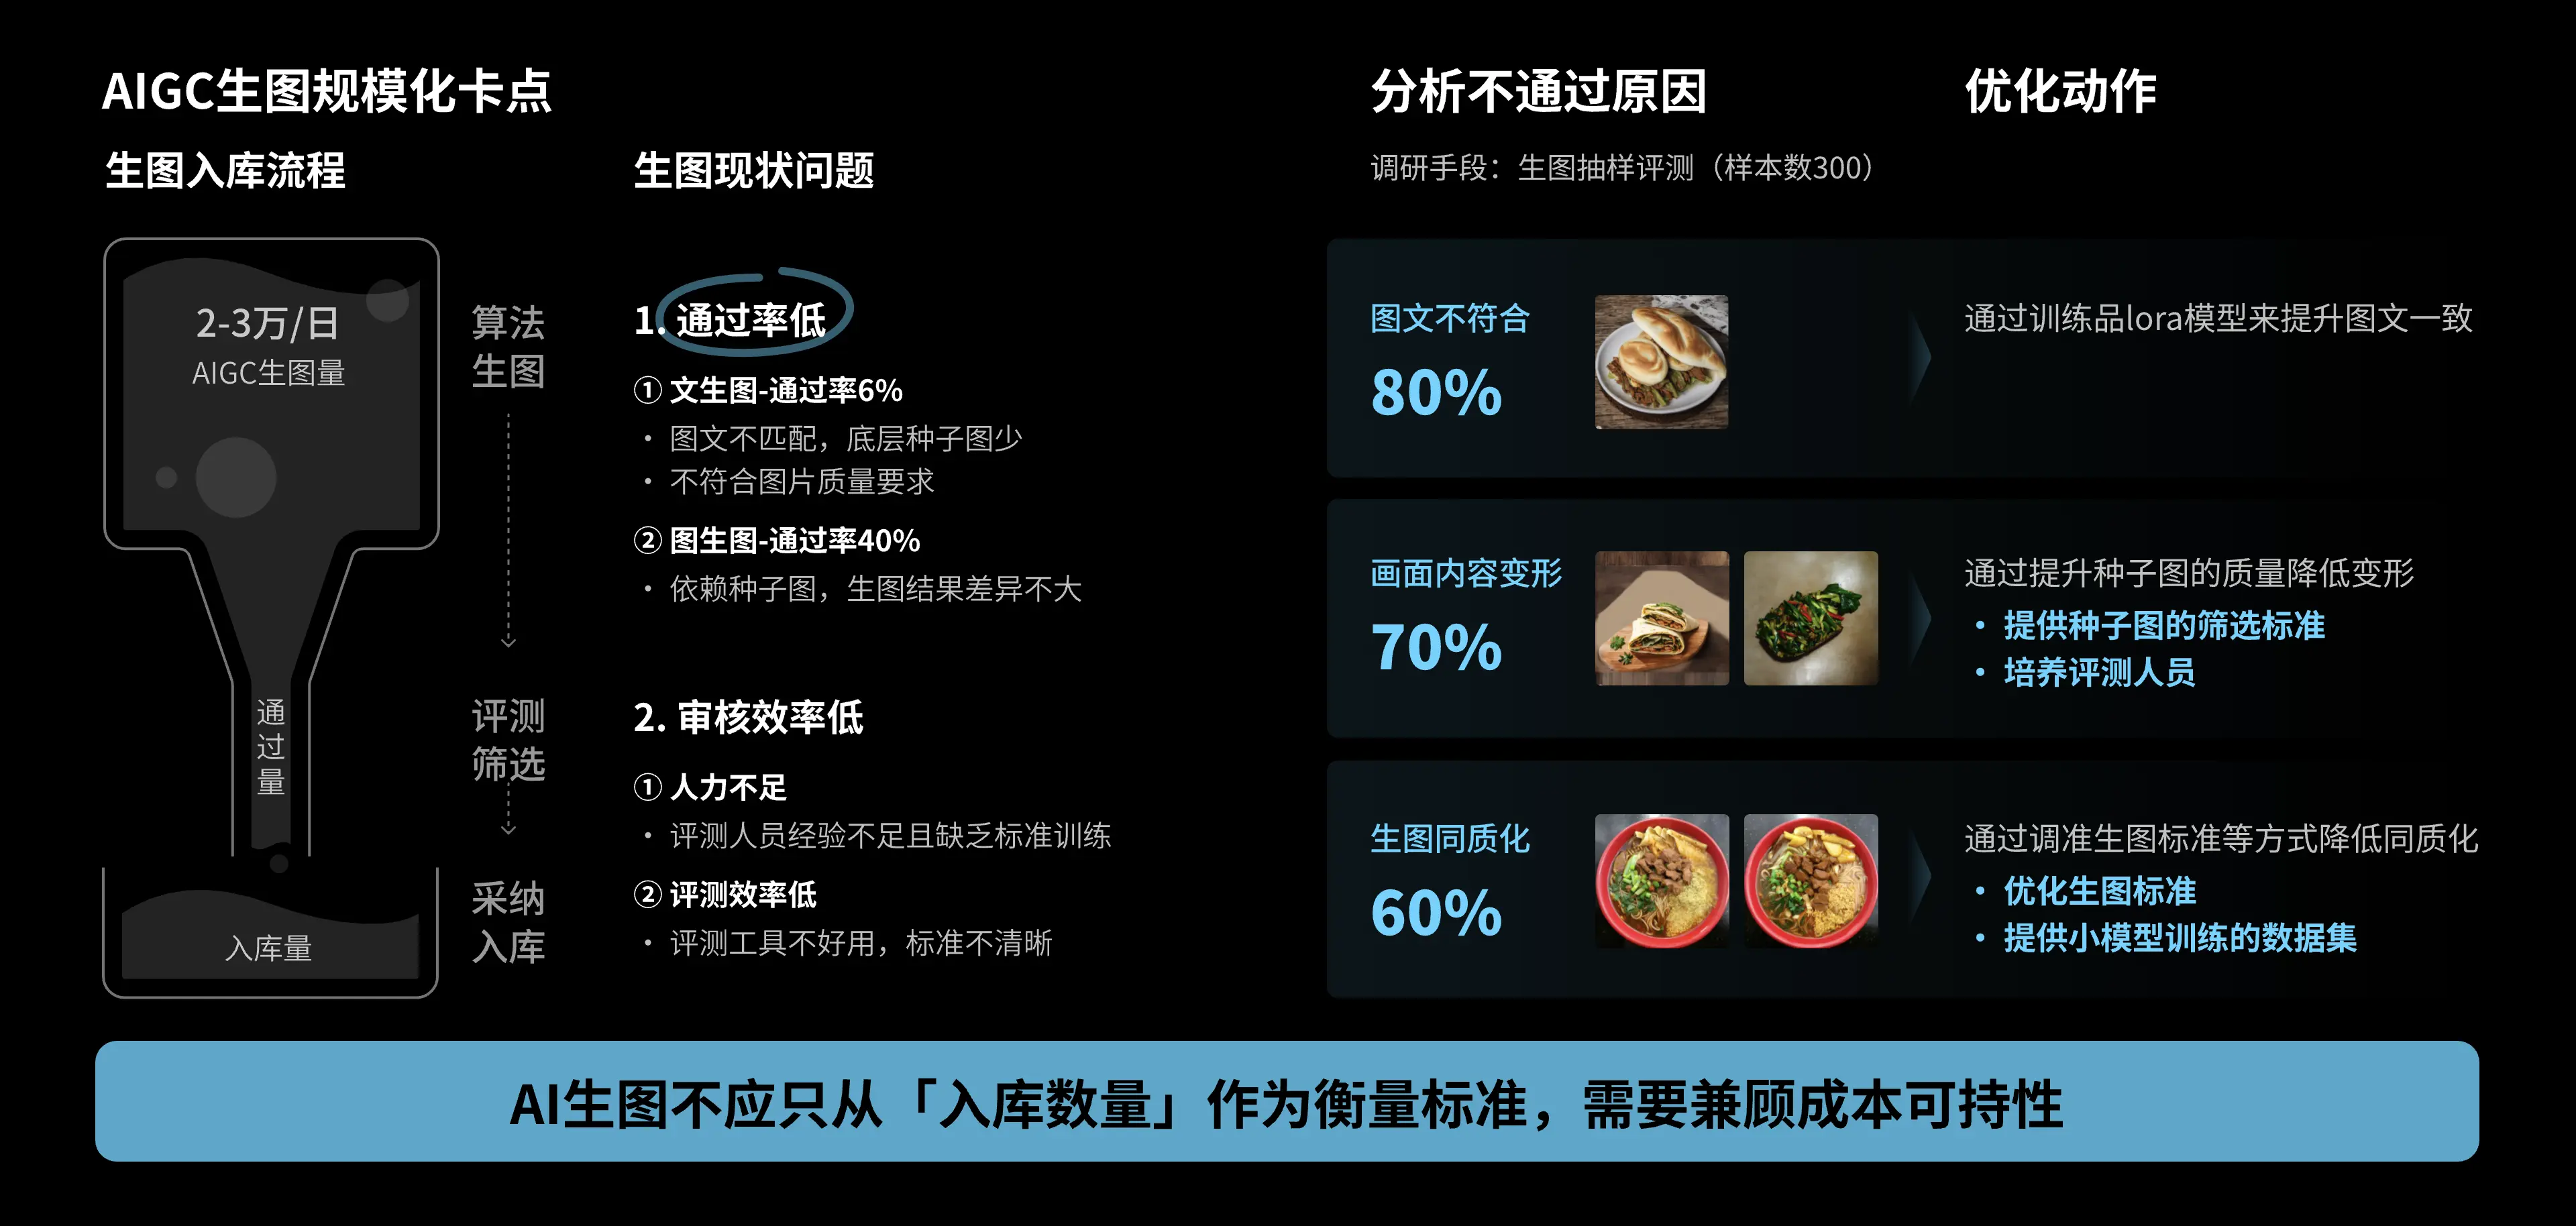 AIGC生图规模化卡点
生图入库流程
2-3万/日
AIGC生图量
通过量
入库量
算法
生图
评测
筛选
采纳
入库
生图现状问题
1. 通过率低
① 文生图-通过率6%
• 图文不匹配，底层种子图少
• 不符合图片质量要求
② 图生图-通过率40%
• 依赖种子图，生图结果差异不大
2. 审核效率低
① 人力不足
• 评测人员经验不足且缺乏标准训练
② 评测效率低
• 评测工具不好用，标准不清晰
分析不通过原因
调研手段：生图抽样评测（样本数300）
优化动作
图文不符合
80%
通过训练品lora模型来提升图文一致
画面内容变形
70%
通过提升种子图的质量降低变形
• 提供种子图的筛选标准
• 培养评测人员
生图同质化
60%
通过调准生图标准等方式降低同质化
• 优化生图标准
• 提供小模型训练的数据集
AI生图不应只从「入库数量」作为衡量标准，需要兼顾成本可持性